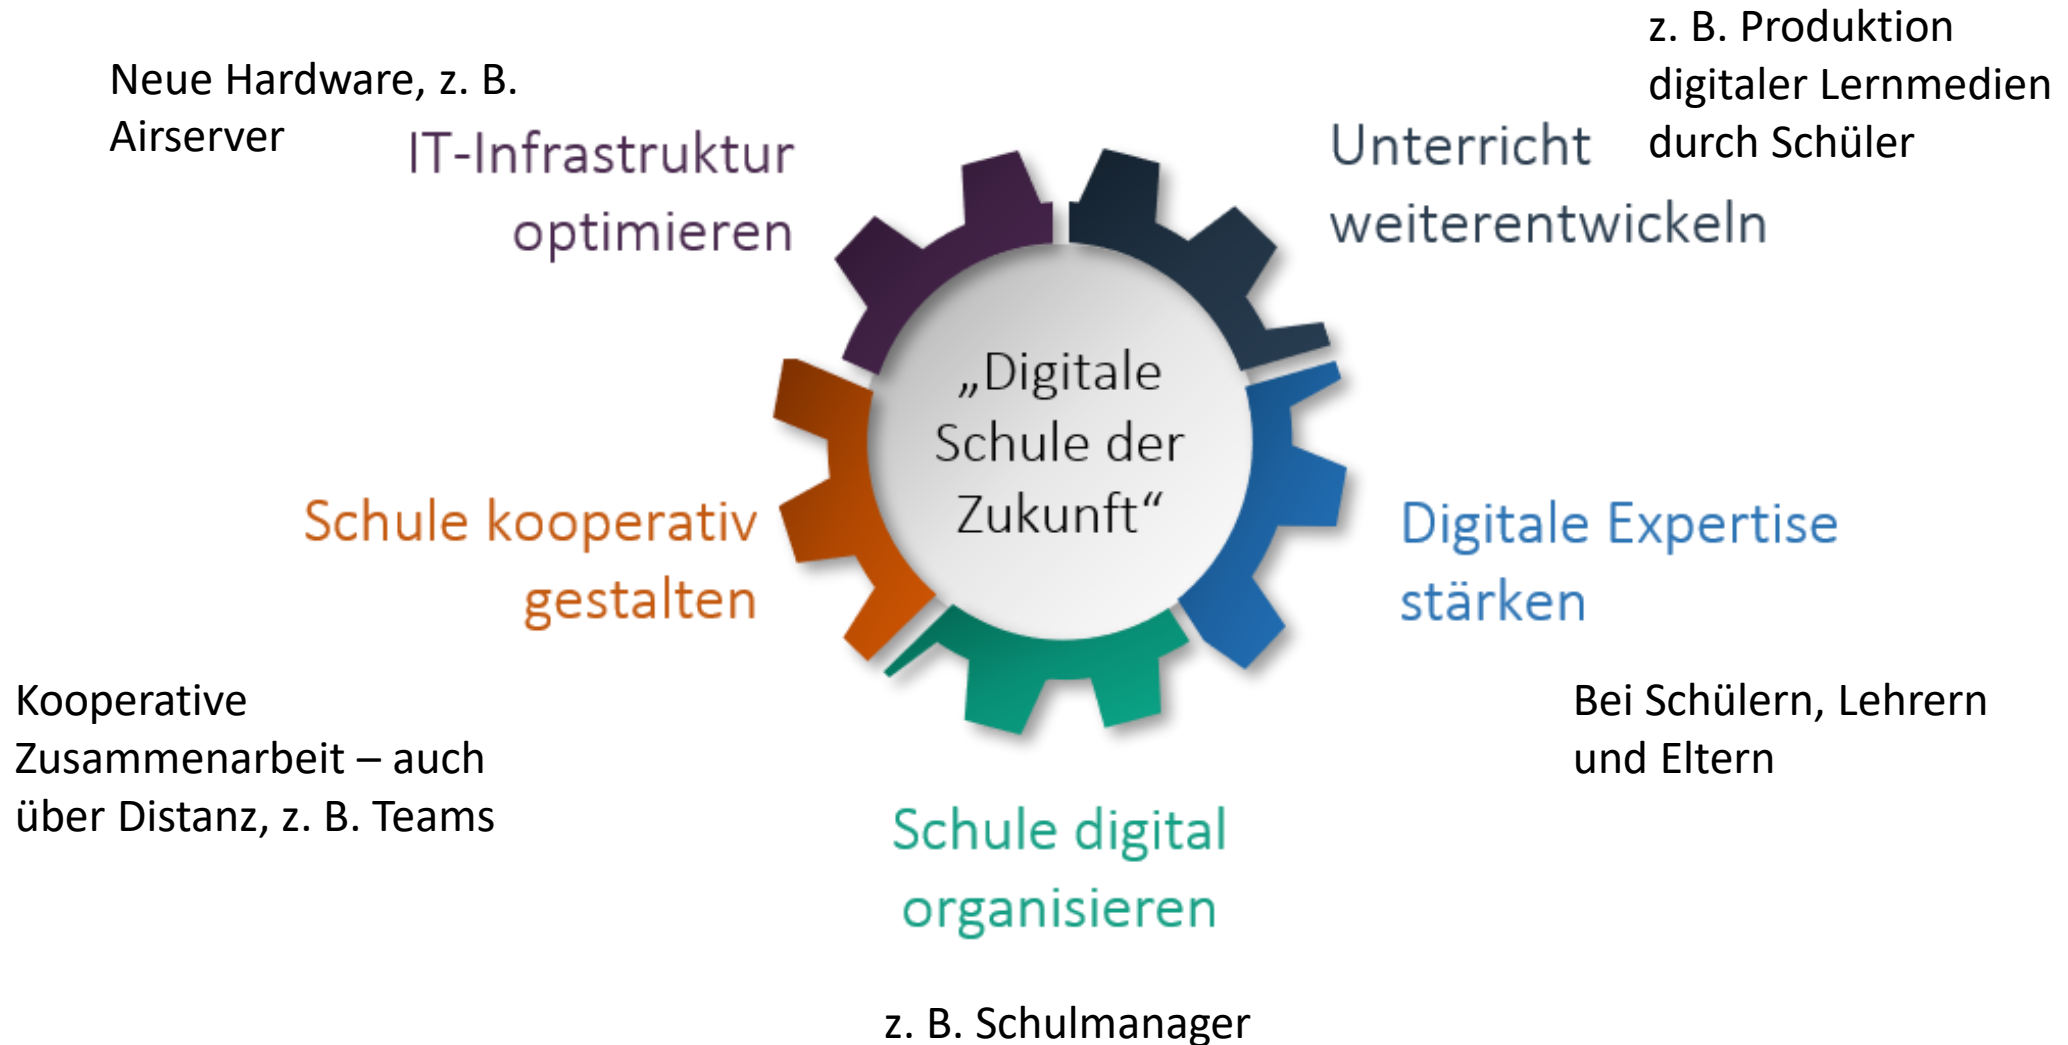 Neue Hardware, z. B.
Airserver
IT-Infrastruktur
optimieren
z. B. Produktion
digitaler Lernmedien
durch Schüler
Unterricht
weiterentwickeln
„Digitale
Schule der
Zukunft“
Schule kooperativ
gestalten
Digitale Expertise
stärken
Kooperative
Zusammenarbeit – auch
über Distanz, z. B. Teams
Bei Schülern, Lehrern
und Eltern
Schule digital
organisieren
z. B. Schulmanager